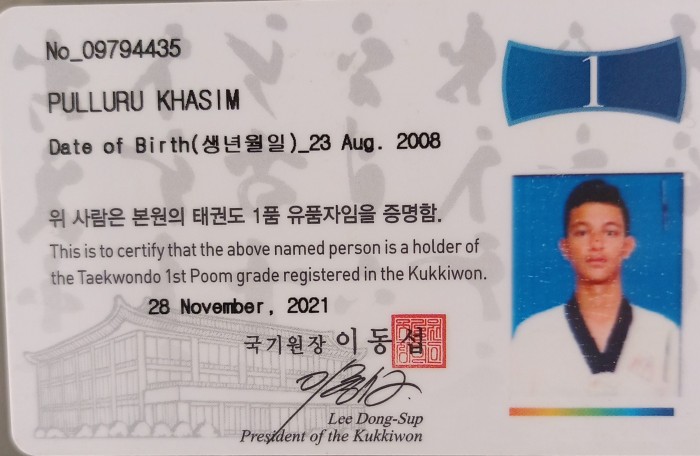 No_09794435
1
PULLURU KHASIM
Date of Birth(생년월일)_23 Aug. 2008
위 사람은 본원의 태권도 1품 유품자임을 증명함.
This is to certify that the above named person is a holder of
the Taekwondo 1st Poom grade registered in the Kukkiwon.
28 November, 2021
국기원장 이동섭
Lee Dong-Sup
President of the Kukkiwon